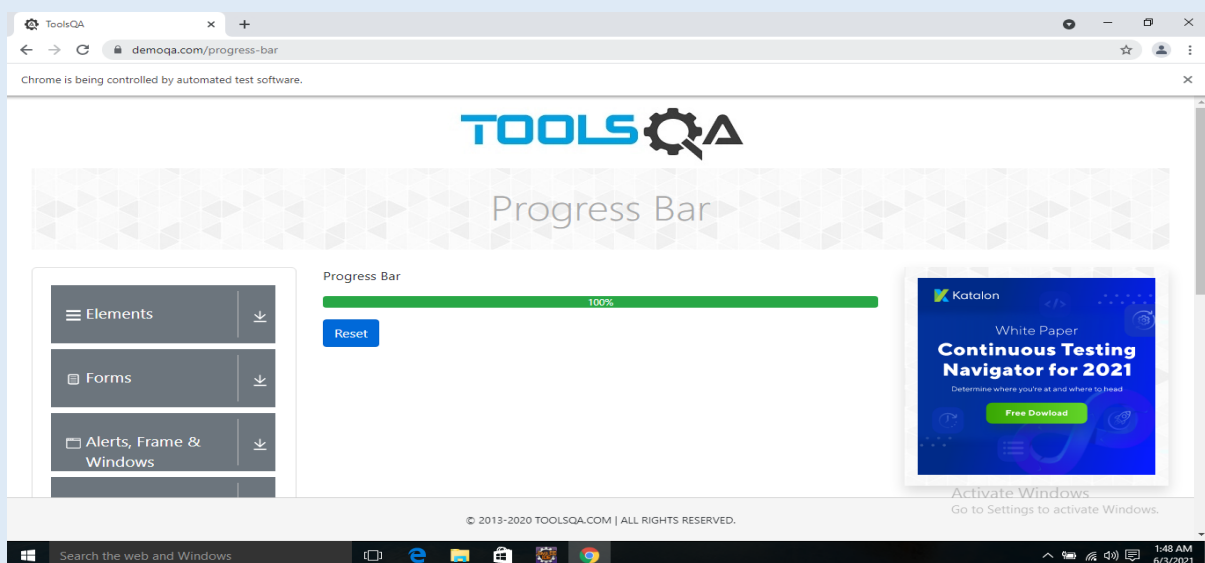 ToolsQA
demoqa.com/progress-bar
Chrome is being controlled by automated test software.
TOOLSQA
Progress Bar
Progress Bar
100%
Reset
Elements
Forms
Alerts, Frame &
Windows
Katalon
White Paper
Continuous Testing
Navigator for 2021
Determine where you're at and where to head
Free Dowload
Activate Windows
Go to Settings to activate Windows.
© 2013-2020 TOOLSQA.COM | ALL RIGHTS RESERVED.
Search the web and Windows
1:48 AM
6/3/2021